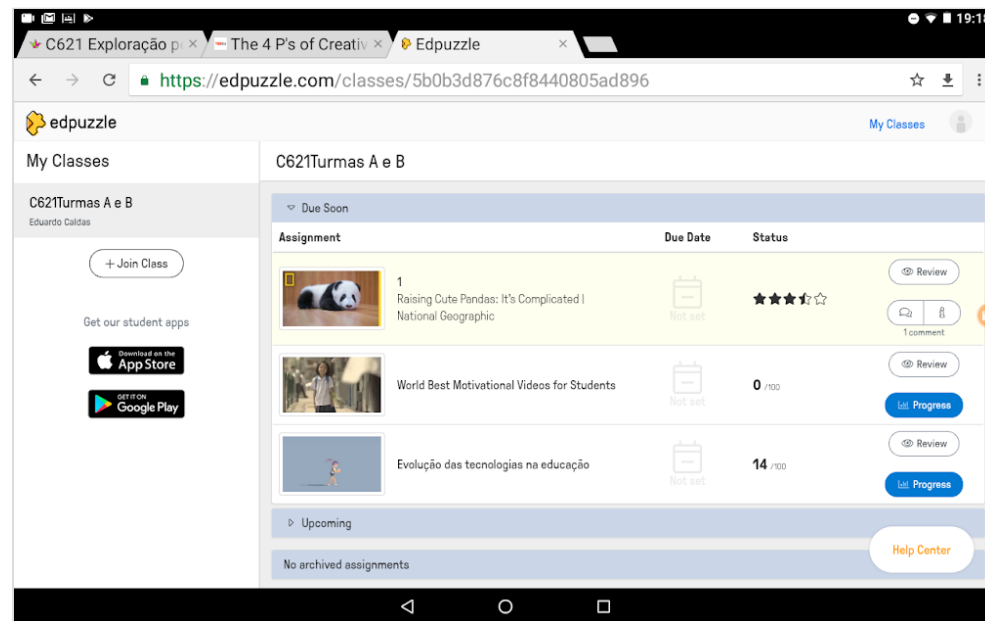 19:18
C621 Exploração p
The 4 P's of Creativ
Edpuzzle
https://edpuzzle.com/classes/5b0b3d876c8f8440805ad896
edpuzzle
My Classes
My Classes
C621Turmas A e B
C621Turmas A e B
Eduardo Caldas
+ Join Class
Get our student apps
Download on the
App Store
GET IT ON
Google Play
Due Soon
Assignment Due Date Status
1
Raising Cute Pandas: It's Complicated |
National Geographic
Not set
Review
1 comment
World Best Motivational Videos for Students
Not set
0 /100
Review
Progress
Evolução das tecnologias na educação
Not set
14 /100
Review
Progress
Upcoming
No archived assignments
Help Center